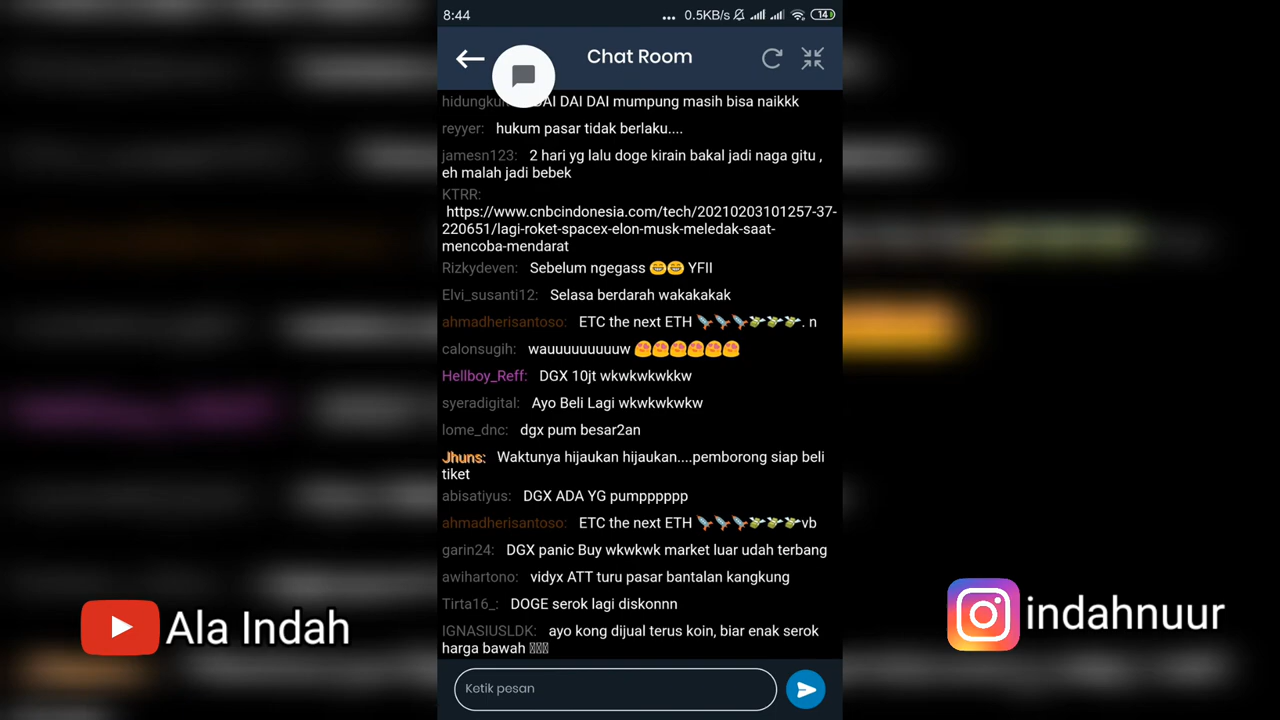 8:44
0.5KB/s
14
Chat Room
DAI DAI mumpung masih bisa naikkk
reyyer: hukum pasar tidak berlaku....
jamesn123: 2 hari yg lalu doge kirain bakal jadi naga gitu ,
eh malah jadi bebek
KTRR:
https://www.cnbcindonesia.com/tech/20210203101257-37-
220651/lagi-roket-spacex-elon-musk-meledak-saat-
mencoba-mendarat
Rizkydeven: Sebelum ngegass 😁😁 YFII
Elvi_susanti12: Selasa berdarah wakakakak
ahmadherisantoso: ETC the next ETH 🚀🚀🚀💸💸💸. n
calonsugih: wauuuuuuuuuw 😍😍😍😍😍😍
Hellboy_Reff: DGX 10jt wkwkwkwkkw
syeradigital: Ayo Beli Lagi wkwkwkwkw
lome_dnc: dgx pum besar2an
Jhuns: Waktunya hijaukan hijaukan....pemborong siap beli
tiket
abisatiyus: DGX ADA YG pumpppppp
ahmadherisantoso: ETC the next ETH 🚀🚀🚀💸💸💸vb
garin24: DGX panic Buy wkwkwk market luar udah terbang
awihartono: vidyx ATT turu pasar bantalan kangkung
Tirta16_: DOGE serok lagi diskonnn
IGNASIUSLDK: ayo kong dijual terus koin, biar enak serok
harga bawah
Ketik pesan
Ala Indah
indahnuur